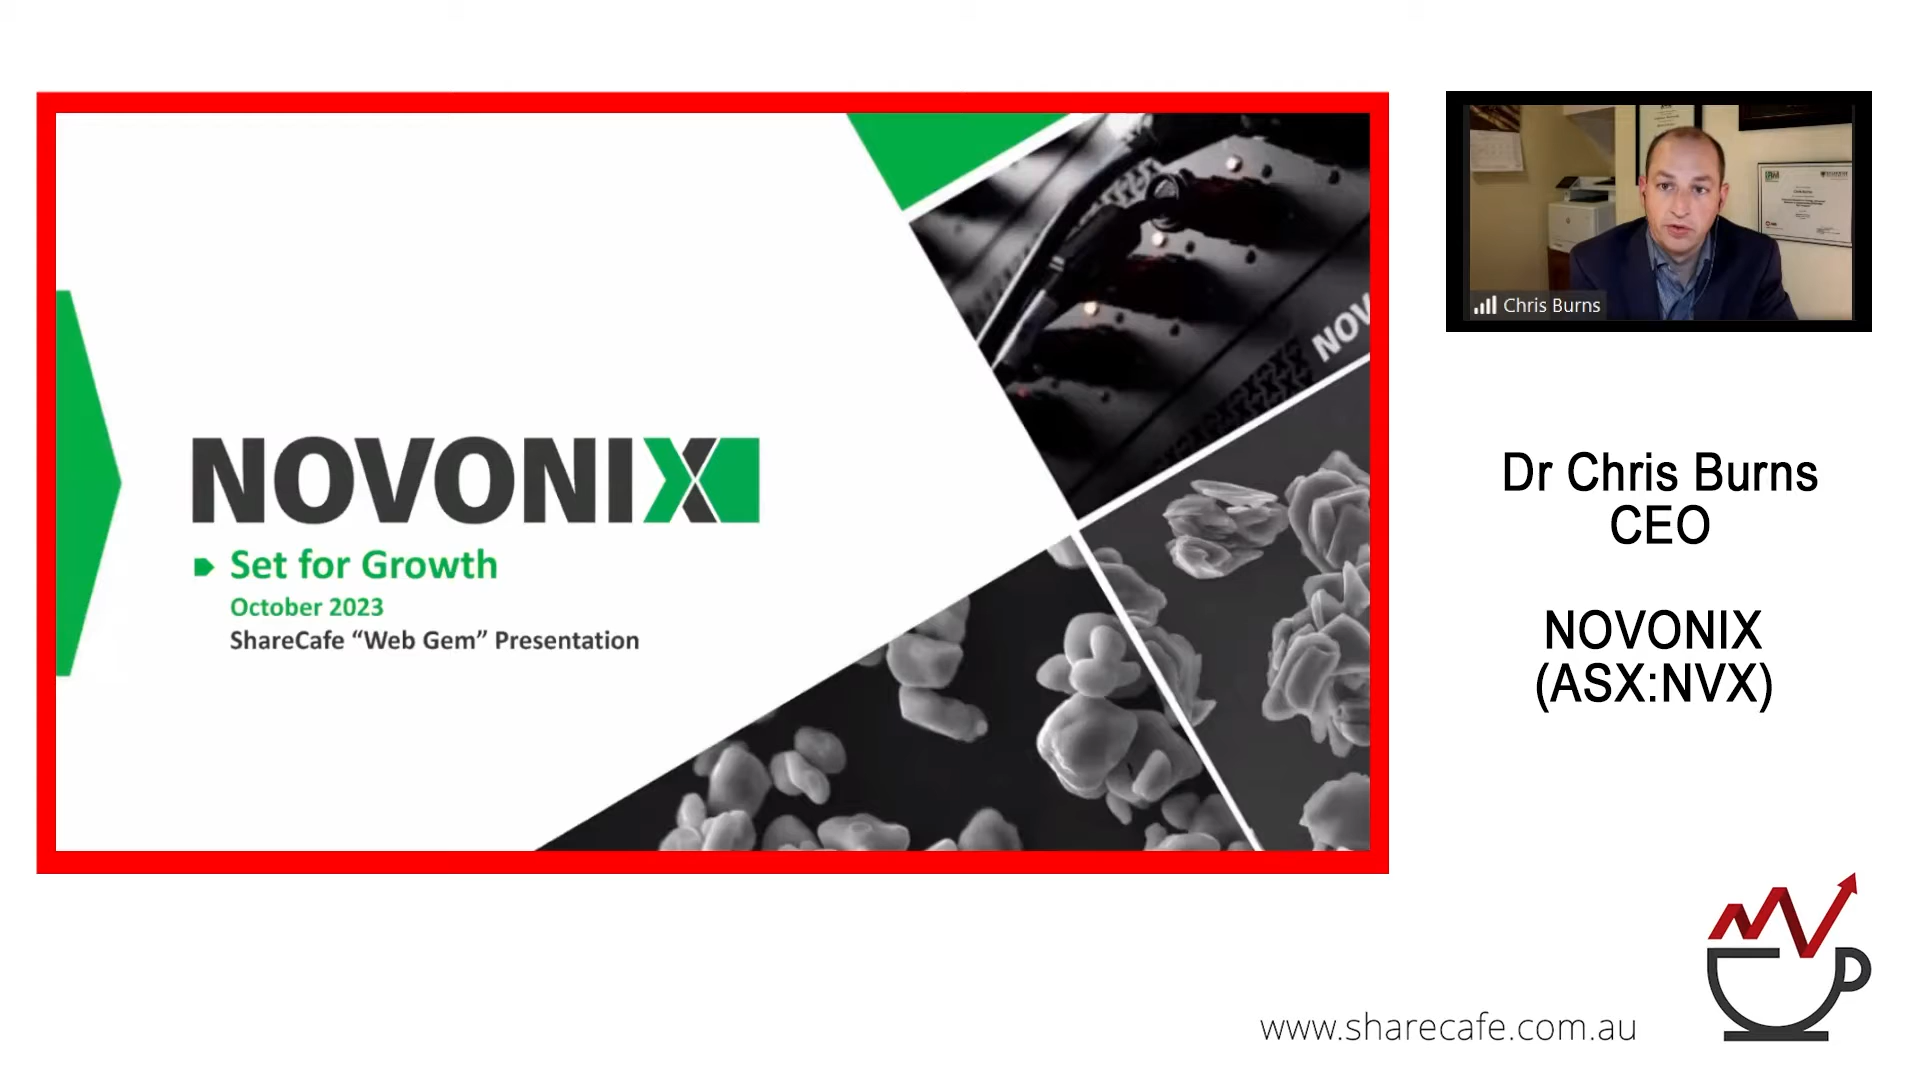 NOVONIX
Set for Growth
October 2023
ShareCafe “Web Gem” Presentation
NOV
Chris Burns
Dr Chris Burns
CEO
NOVONIX
(ASX:NVX)
www.sharecafe.com.au